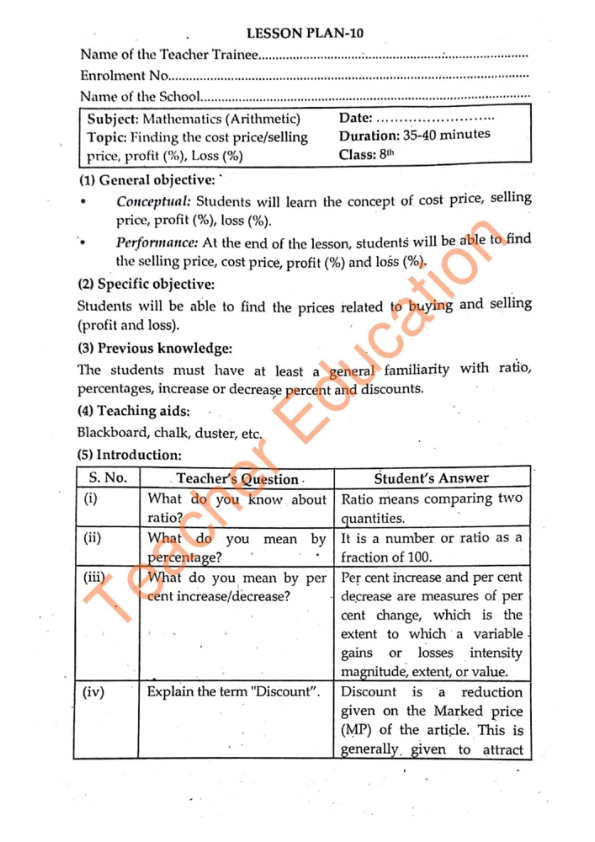 LESSON PLAN-10
Name of the Teacher Trainee................................................................................
Enrolment No.......................................................................................................
Name of the School...............................................................................................
Subject: Mathematics (Arithmetic)
Topic: Finding the cost price/selling
price, profit (%), Loss (%)
Date: ..............................
Duration: 35-40 minutes
Class: 8th
(1) General objective:
• Conceptual: Students will learn the concept of cost price, selling
price, profit (%), loss (%).
• Performance: At the end of the lesson, students will be able to find
the selling price, cost price, profit (%) and loss (%).
(2) Specific objective:
Students will be able to find the prices related to buying and selling
(profit and loss).
(3) Previous knowledge:
The students must have at least a general familiarity with ratio,
percentages, increase or decrease percent and discounts.
(4) Teaching aids:
Blackboard, chalk, duster, etc.
(5) Introduction:
S. No. Teacher's Question Student's Answer
(i) What do you know about
ratio?
Ratio means comparing two
quantities.
(ii) What do you mean by
percentage?
It is a number or ratio as a
fraction of 100.
(iii) What do you mean by per
cent increase/decrease?
Per cent increase and per cent
decrease are measures of per
cent change, which is the
extent to which a variable
gains or losses intensity
magnitude, extent, or value.
(iv) Explain the term "Discount".
Discount is a reduction
given on the Marked price
(MP) of the article. This is
generally given to attract
Teacher Education